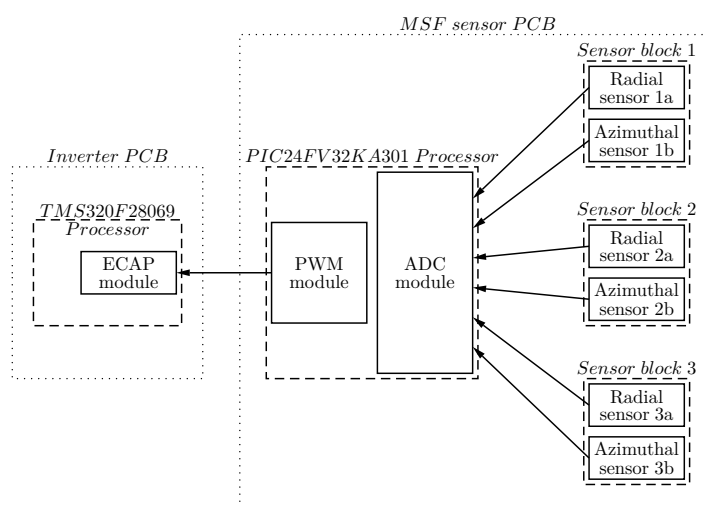 MSF sensor PCB
Sensor block 1
Radial
sensor 1a
Azimuthal
sensor 1b
Inverter PCB
PIC24FV32KA301 Processor
TMS320F28069
Processor
ECAP
module
PWM
module
ADC
module
Sensor block 2
Radial
sensor 2a
Azimuthal
sensor 2b
Sensor block 3
Radial
sensor 3a
Azimuthal
sensor 3b